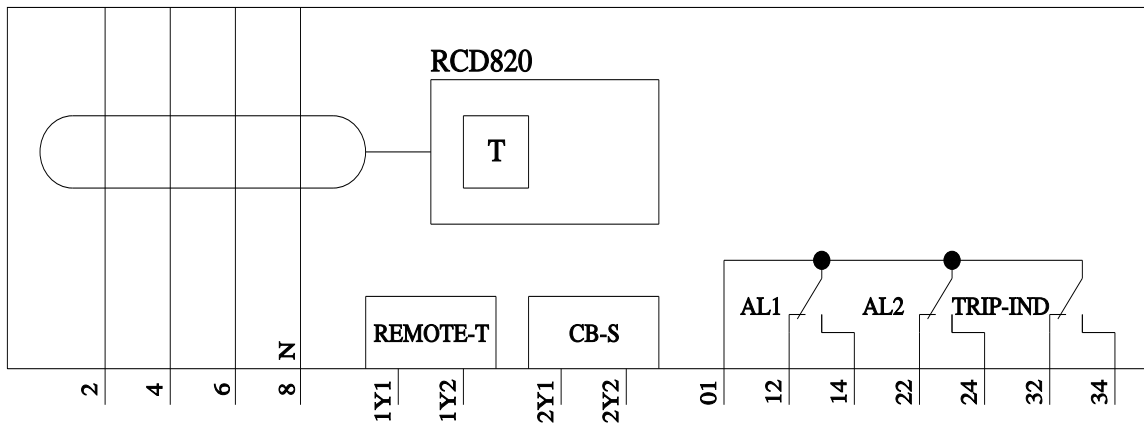 RCD820
T
AL1 AL2 TRIP-IND
REMOTE-T CB-S
N
2 4 6 8 1Y1 1Y2 2Y1 2Y2 01 12 14 22 24 32 34